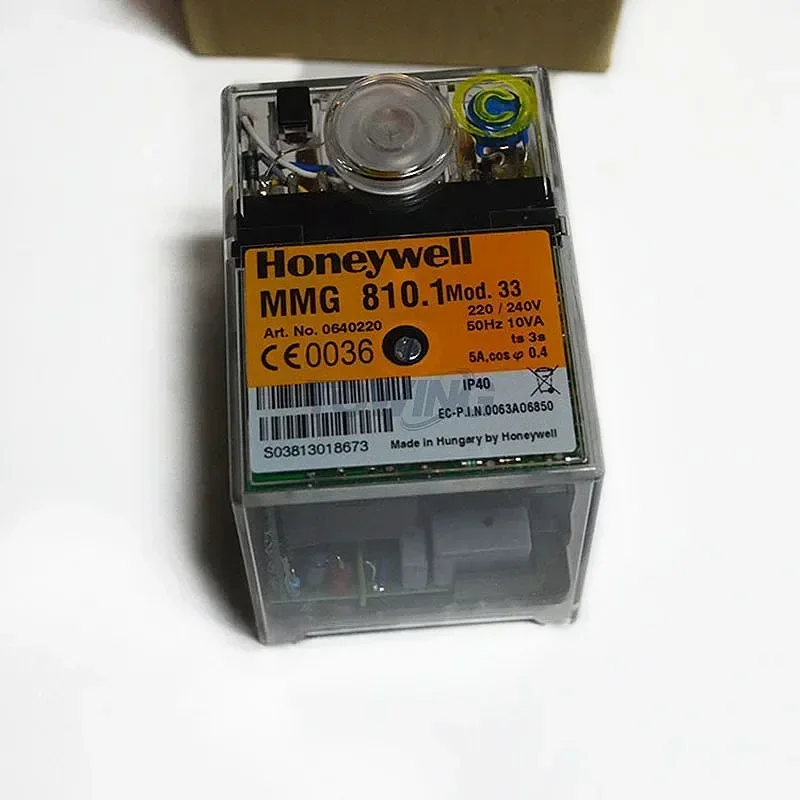 Honeywell
MMG 810.1 Mod. 33
220 / 240V
Art. No. 0640220
50Hz 10VA
ts 3s
CE 0036
5A,cos φ 0.4
IP40
EC-P.I.N.0063AO6850
S03813018673
Made in Hungary by Honeywell